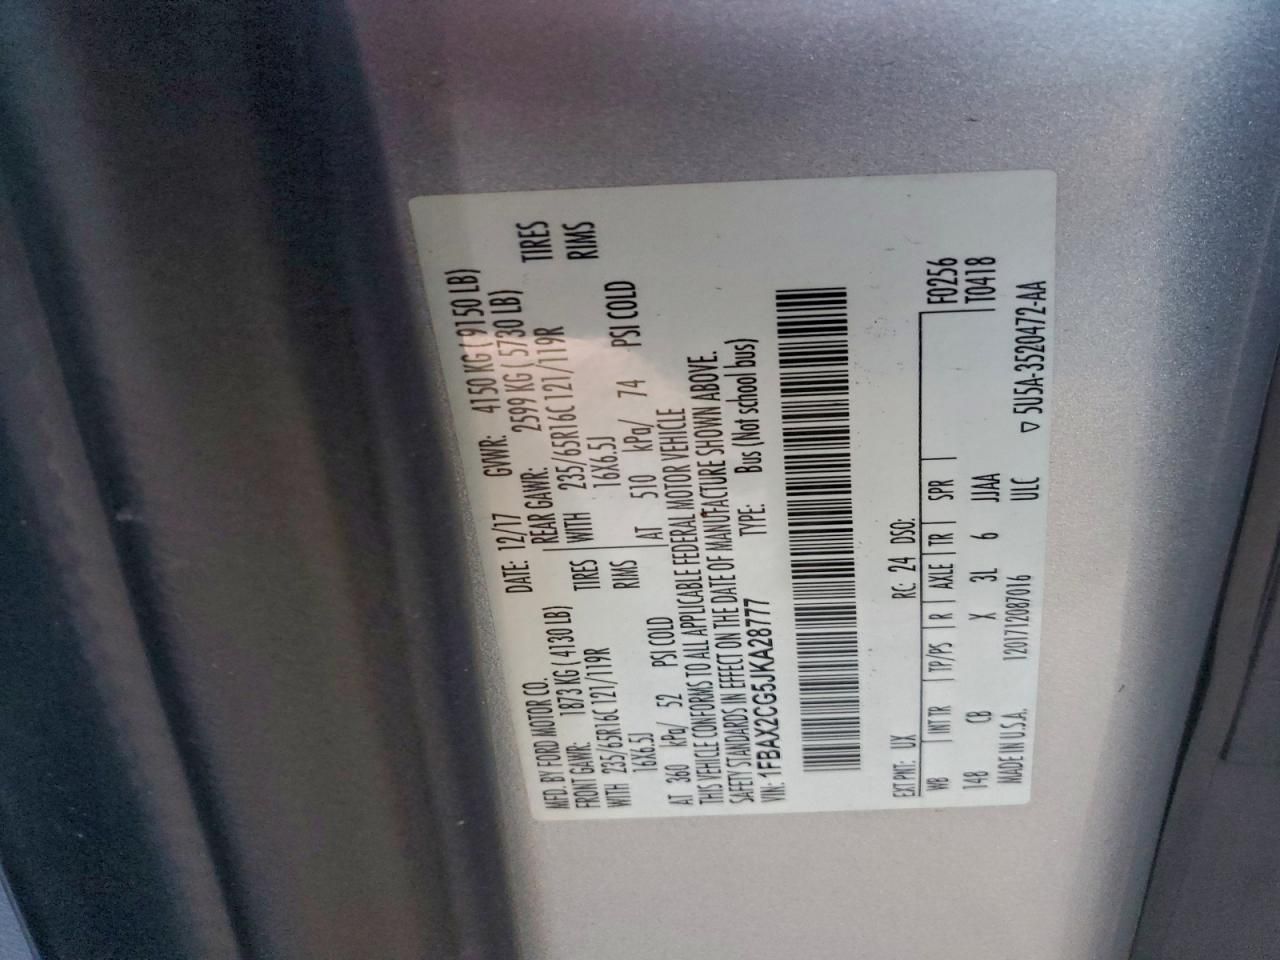 MFD. BY FORD MOTOR CO. DATE: 12/17 GVWR: 4150 KG ( 9150 LB)
FRONT GAWR: 1873 KG ( 4130 LB) REAR GAWR: 2599 KG ( 5730 LB)
WITH 235/65R16C 121/119R TIRES WITH 235/65R16C 121/119R TIRES
16X6.5J RIMS 16X6.5J RIMS
AT 360 kPa/ 52 PSI COLD AT 510 kPa/ 74 PSI COLD
THIS VEHICLE CONFORMS TO ALL APPLICABLE FEDERAL MOTOR VEHICLE
SAFETY STANDARDS IN EFFECT ON THE DATE OF MANUFACTURE SHOWN ABOVE.
VIN: 1FBAX2CG5JKA28777 TYPE: Bus (Not school bus)
EXT PNT: UX RC: 24 DSO: F0256
WB INT TR TP/PS R AXLE TR SPR T0418
148 CB X 3L 6 JJAA
MADE IN U.S.A. 1201712087016 ULC ▽ 5U5A-3520472-AA